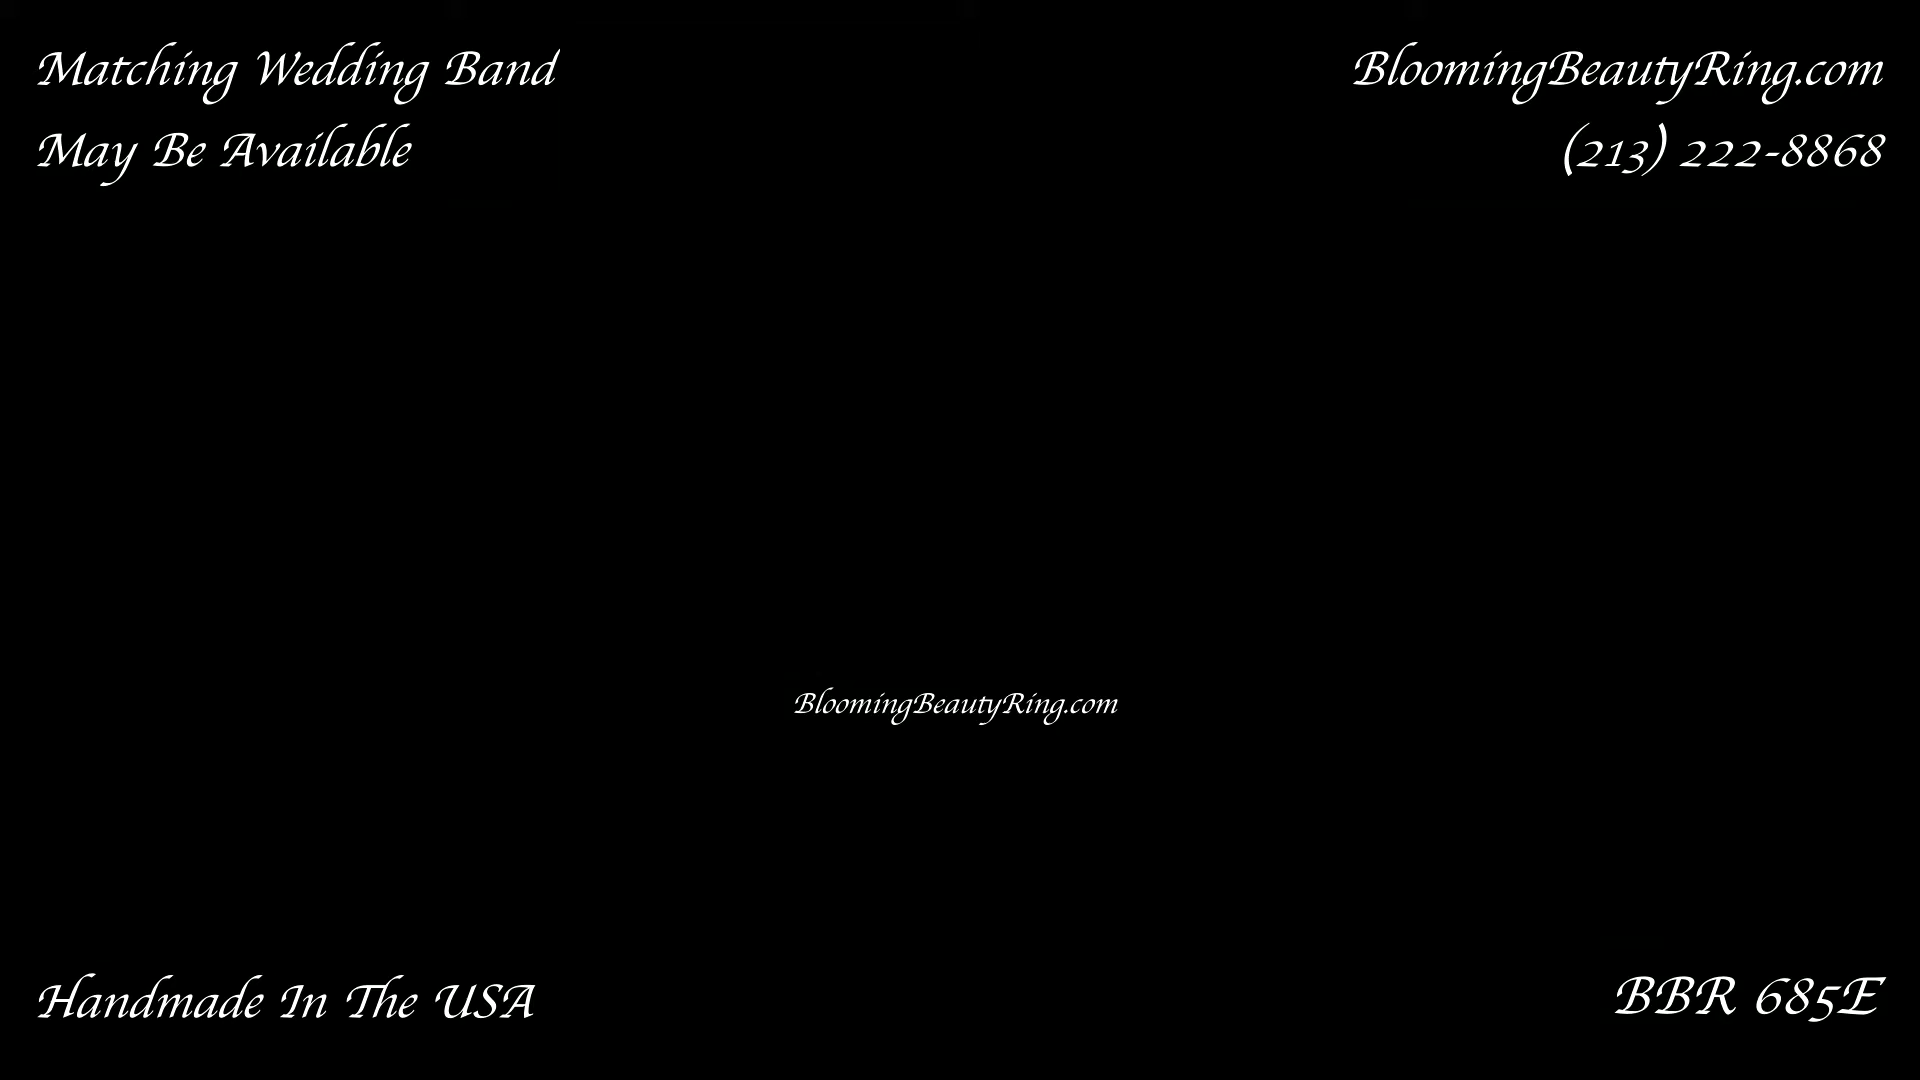 Matching Wedding Band
May Be Available
BloomingBeautyRing.com
(213) 222-8868
BloomingBeautyRing.com
Handmade In The USA
BBR 685E